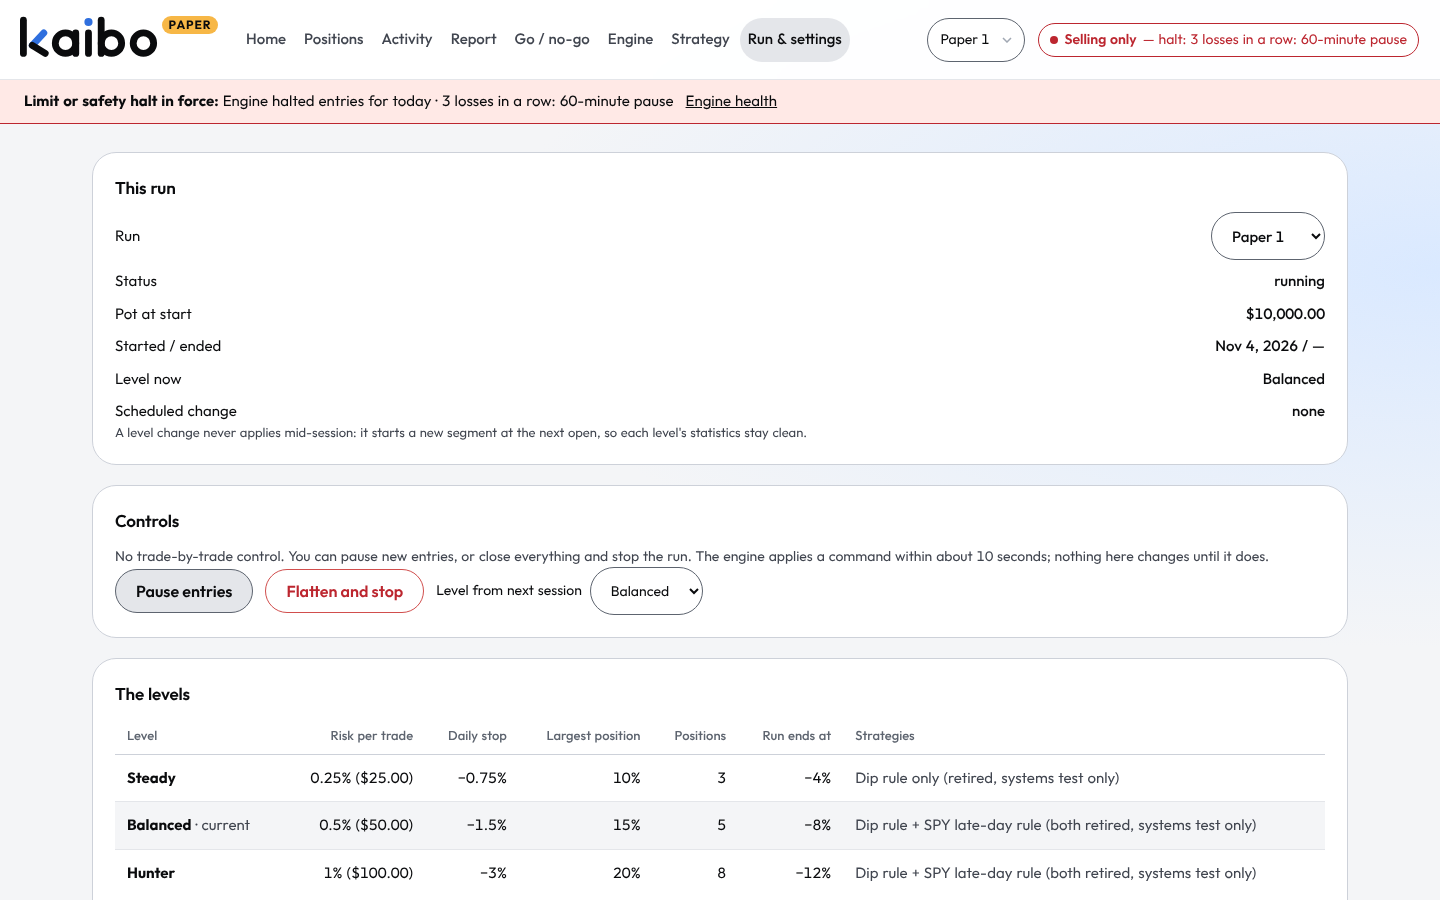 kaibo PAPER
Home Positions Activity Report Go / no-go Engine Strategy Run & settings
Paper 1
Selling only — halt: 3 losses in a row: 60-minute pause
Limit or safety halt in force: Engine halted entries for today · 3 losses in a row: 60-minute pause Engine health
This run
Run Paper 1
Status running
Pot at start $10,000.00
Started / ended Nov 4, 2026 / —
Level now Balanced
Scheduled change none
A level change never applies mid-session: it starts a new segment at the next open, so each level's statistics stay clean.
Controls
No trade-by-trade control. You can pause new entries, or close everything and stop the run. The engine applies a command within about 10 seconds; nothing here changes until it does.
Pause entries Flatten and stop Level from next session Balanced
The levels
Level Risk per trade Daily stop Largest position Positions Run ends at Strategies
Steady 0.25% ($25.00) −0.75% 10% 3 −4% Dip rule only (retired, systems test only)
Balanced · current 0.5% ($50.00) −1.5% 15% 5 −8% Dip rule + SPY late-day rule (both retired, systems test only)
Hunter 1% ($100.00) −3% 20% 8 −12% Dip rule + SPY late-day rule (both retired, systems test only)